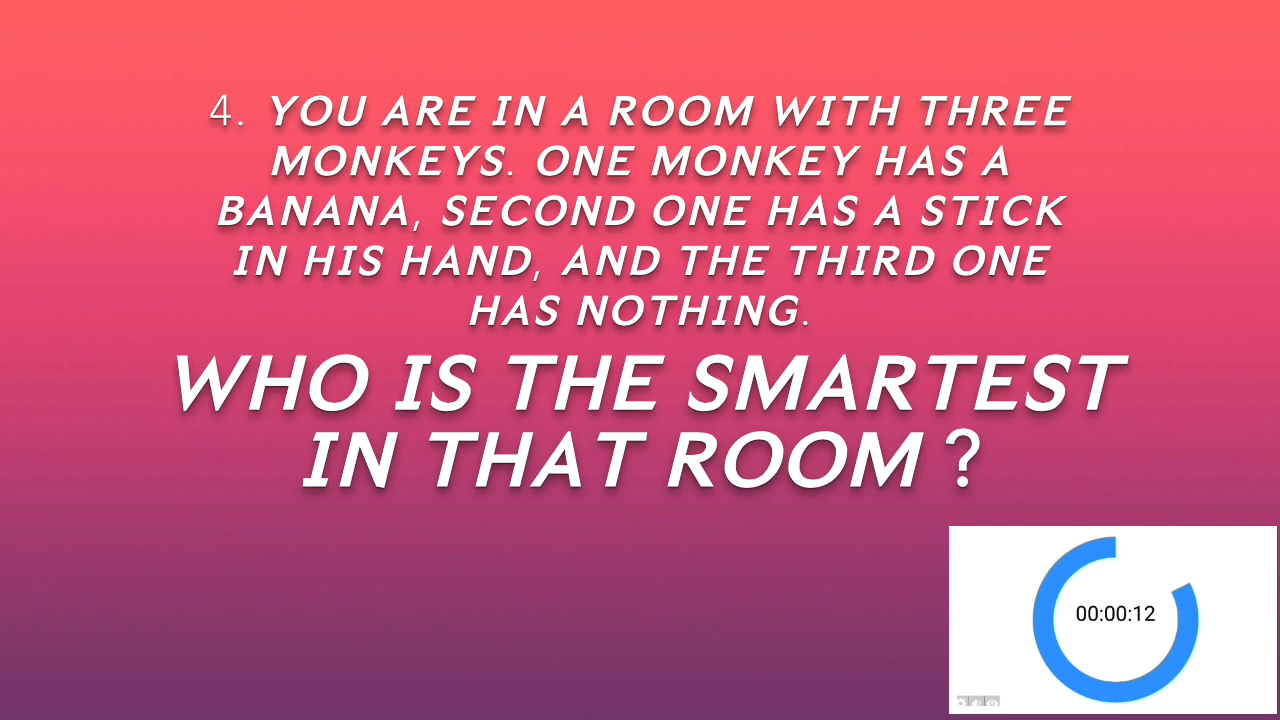 4. YOU ARE IN A ROOM WITH THREE
MONKEYS. ONE MONKEY HAS A
BANANA, SECOND ONE HAS A STICK
IN HIS HAND, AND THE THIRD ONE
HAS NOTHING.
WHO IS THE SMARTEST
IN THAT ROOM ?
00:00:12